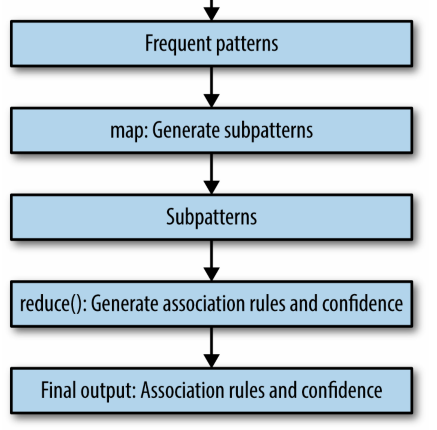 Frequent patterns
map: Generate subpatterns
Subpatterns
reduce(): Generate association rules and confidence
Final output: Association rules and confidence